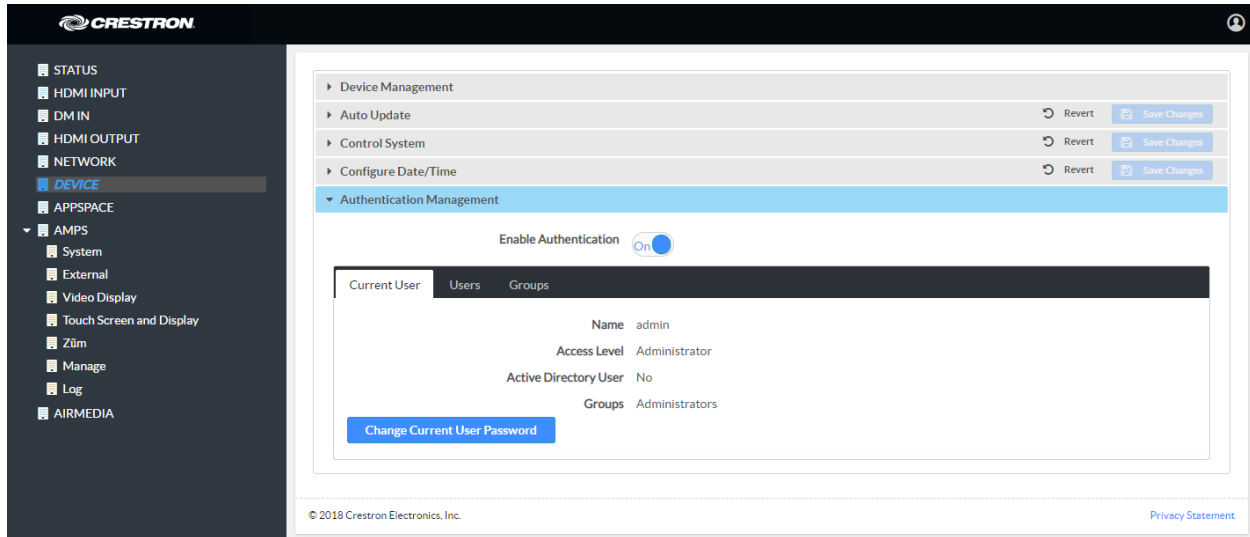 CRESTRON.
STATUS
HDMI INPUT
DM IN
HDMI OUTPUT
NETWORK
DEVICE
APPSPACE
AMPS
System
External
Video Display
Touch Screen and Display
Zūm
Manage
Log
AIRMEDIA
Device Management
Auto Update Revert Save Changes
Control System Revert Save Changes
Configure Date/Time Revert Save Changes
Authentication Management
Enable Authentication On
Current User Users Groups
Name admin
Access Level Administrator
Active Directory User No
Groups Administrators
Change Current User Password
© 2018 Crestron Electronics, Inc. Privacy Statement